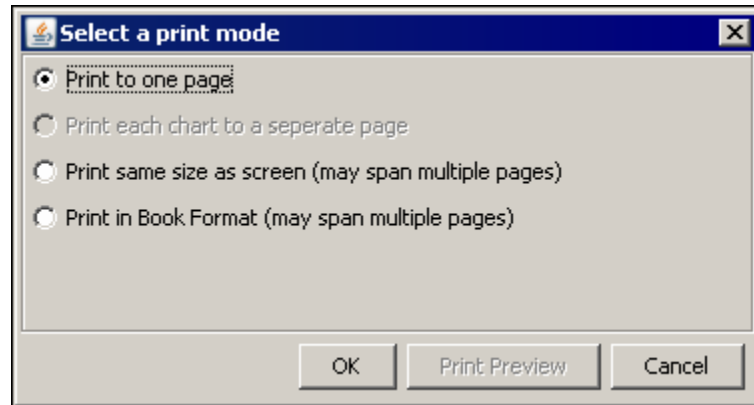 Select a print mode
Print to one page
Print each chart to a seperate page
Print same size as screen (may span multiple pages)
Print in Book Format (may span multiple pages)
OK Print Preview Cancel